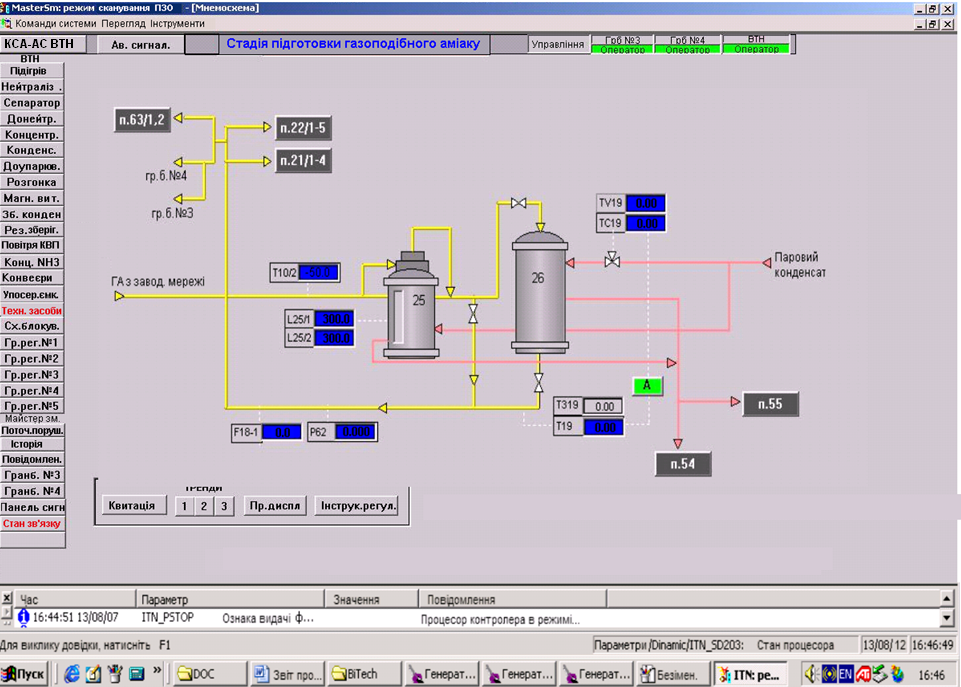 MasterSm: режим сканування ПЗО - [Мнемосхема]
Команди системи Перегляд Інструменти
КСА-АС ВТН
Ав. сигнал.
Стадія підготовки газоподібного аміаку
Управління
Грб №3
Оператор
Грб №4
Оператор
ВТН
Оператор
ВТН
Підігрів
Нейтраліз .
Сепаратор
Донейтр.
Концентр.
Конденс.
Доупарюв.
Розгонка
Магн. вит.
Зб. конден
Рез.зберіг.
Повітря КВП
Конц. NH3
Конвеєри
Упосер.емк.
Техн. засоби
Сх.блокув.
Гр.рег.№1
Гр.рег.№2
Гр.рег.№3
Гр.рег.№4
Гр.рег.№5
Майстер зм.
Поточ.поруш.
Історія
Повідомлен.
Гранб. №3
Гранб. №4
Панель сигн
Стан зв'язку
п.63/1,2
п.22/1-5
п.21/1-4
гр.б.№4
гр.б.№3
TV19 0.00
TC19 0.00
Паровий
конденсат
T10/2 -50.0
ГА з завод. мережі
25
26
L25/1 300.0
L25/2 300.0
A
T319 0.00
T19 0.00
F18-1 0,0
P62 0.000
п.55
п.54
ТРЕНДИ
Квитація 1 2 3 Пр.диспл Інструк.регул.
Час Параметр Значення Повідомлення
16:44:51 13/08/07 ITN_PSTOP Ознака видачі ф... Процесор контролера в режимі...
Для виклику довідки, натисніть F1
Параметри/Dinamic/ITN_SD203: Стан процесора 13/08/12 16:46:49
Пуск » DOC Звіт про... BiTech Генерат... Генерат... Генерат... Безімен. ITN: ре... EN 16:46